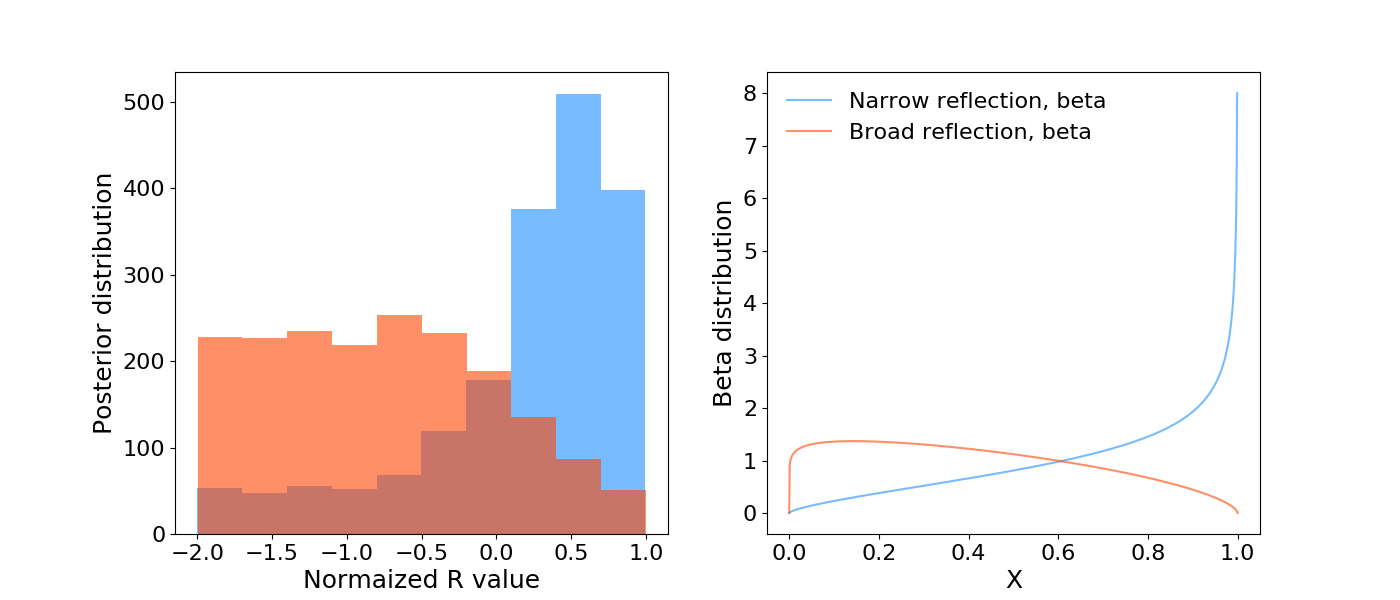 500
400
300
200
100
0
−2.0 −1.5 −1.0 −0.5 0.0 0.5 1.0
Normaized R value
Posterior distribution
Narrow reflection, beta
Broad reflection, beta
8
7
6
5
4
3
2
1
0
0.0 0.2 0.4 0.6 0.8 1.0
X
Beta distribution